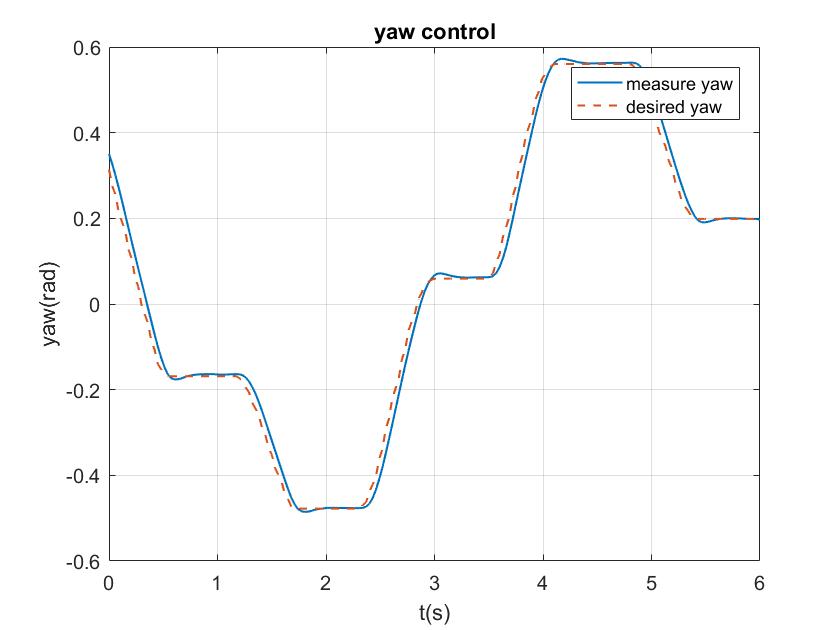 yaw control
0.6
0.4
0.2
0
-0.2
-0.4
-0.6
yaw(rad)
measure yaw
desired yaw
0 1 2 3 4 5 6
t(s)